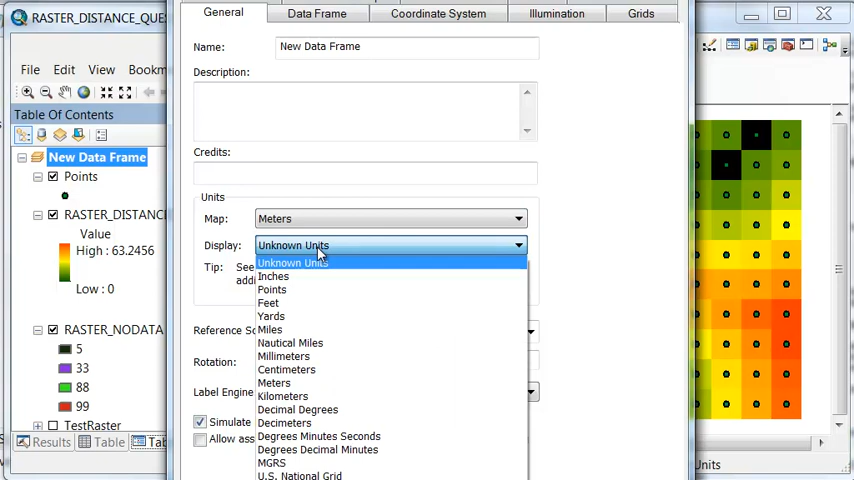 RASTER_DISTANCE_QUES
General
Data Frame
Coordinate System
Illumination
Grids
Name:
New Data Frame
File
Edit
View
Bookm
Description:
Table Of Contents
New Data Frame
Points
RASTER_DISTANC
Value
High : 63.2456
Low : 0
RASTER_NODATA
5
33
88
99
TestRaster
Results
Table
Tab
Credits:
Units
Map:
Meters
Display:
Unknown Units
Tip:
See
addi
Unknown Units
Inches
Points
Feet
Yards
Miles
Nautical Miles
Millimeters
Centimeters
Meters
Kilometers
Decimal Degrees
Decimeters
Degrees Minutes Seconds
Degrees Decimal Minutes
MGRS
U.S. National Grid
Reference Sc
Rotation:
Label Engine
Simulate
Allow ass
Units